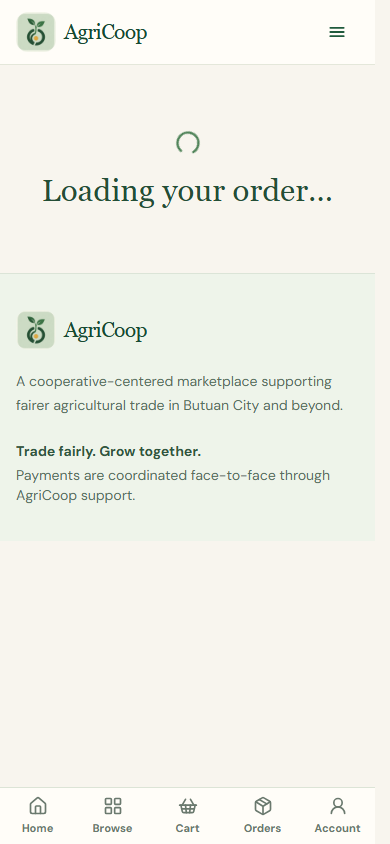 AgriCoop
Loading your order...
AgriCoop
A cooperative-centered marketplace supporting
fairer agricultural trade in Butuan City and beyond.
Trade fairly. Grow together.
Payments are coordinated face-to-face through
AgriCoop support.
Home Browse Cart Orders Account